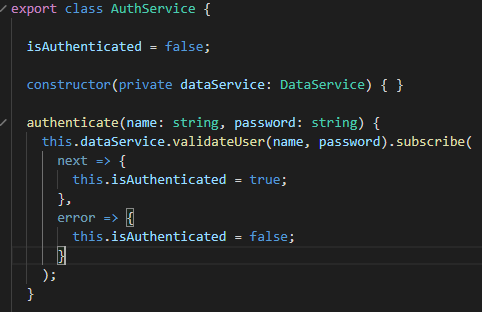 export class AuthService {
isAuthenticated = false;
constructor(private dataService: DataService) { }
authenticate(name: string, password: string) {
this.dataService.validateUser(name, password).subscribe(
next => {
this.isAuthenticated = true;
},
error => {
this.isAuthenticated = false;
}
);
}